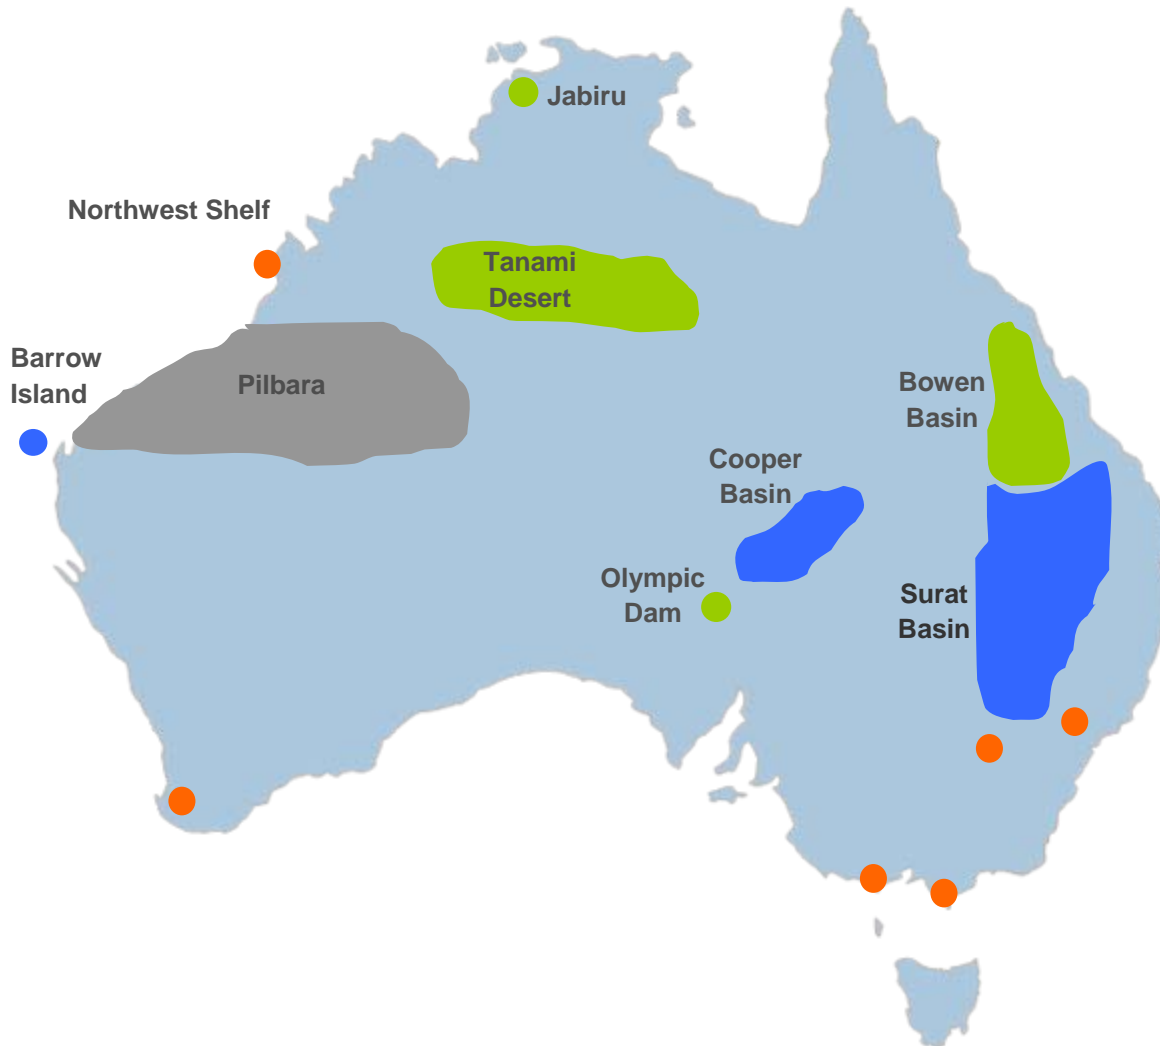 Jabiru
Northwest Shelf
Tanami
Desert
Barrow
Island
Pilbara
Bowen
Basin
Cooper
Basin
Olympic
Dam
Surat
Basin